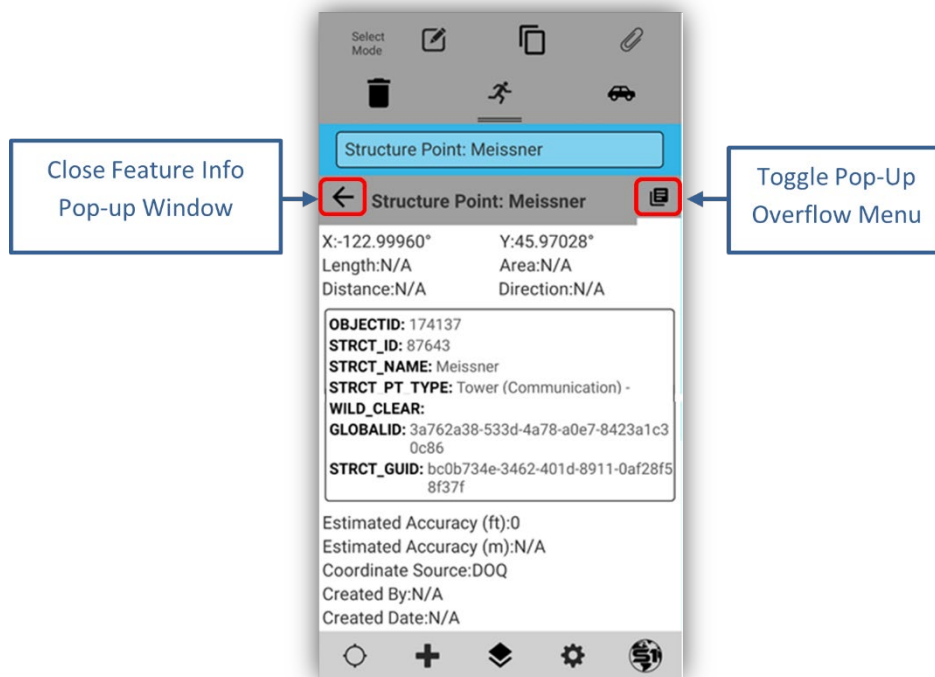 Select
Mode
Structure Point: Meissner
Close Feature Info
Pop-up Window
Structure Point: Meissner
Toggle Pop-Up
Overflow Menu
X:-122.99960° Y:45.97028°
Length:N/A Area:N/A
Distance:N/A Direction:N/A
OBJECTID: 174137
STRCT_ID: 87643
STRCT_NAME: Meissner
STRCT_PT_TYPE: Tower (Communication) -
WILD_CLEAR:
GLOBALID: 3a762a38-533d-4a78-a0e7-8423a1c3
0c86
STRCT_GUID: bc0b734e-3462-401d-8911-0af28f5
8f37f
Estimated Accuracy (ft):0
Estimated Accuracy (m):N/A
Coordinate Source:DOQ
Created By:N/A
Created Date:N/A
S1